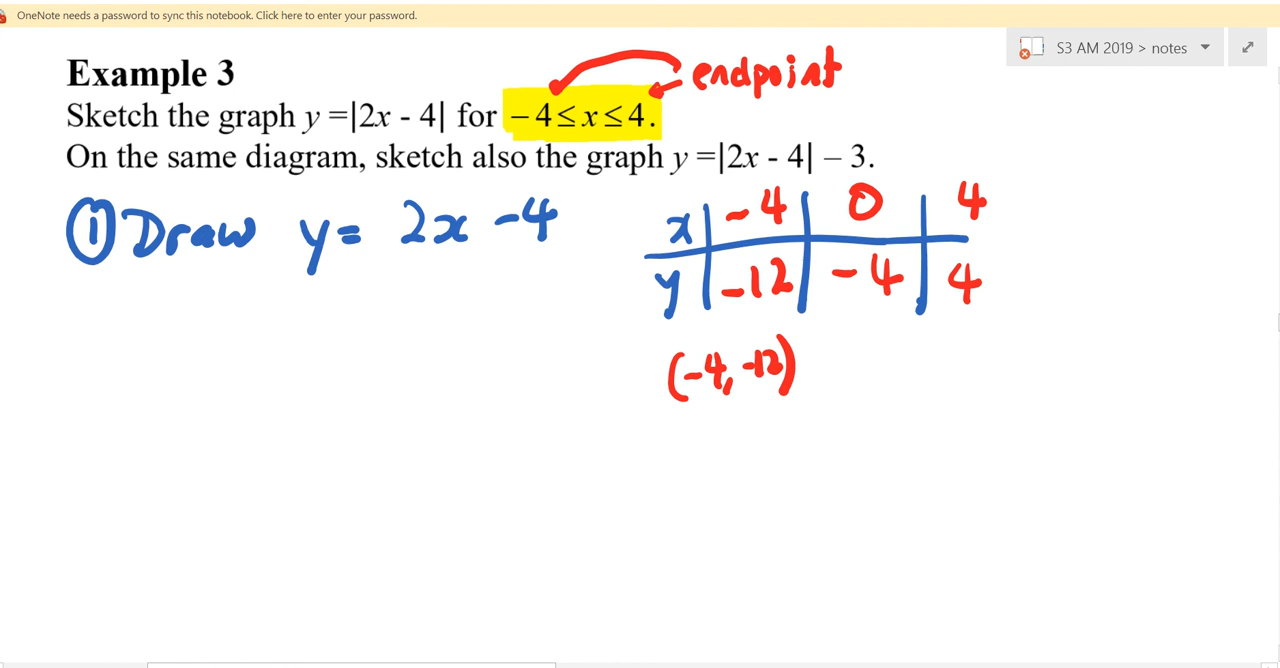 OneNote needs a password to sync this notebook. Click here to enter your password.
S3 AM 2019 > notes
Example 3
endpoint
Sketch the graph y =|2x - 4| for – 4 ≤ x ≤ 4.
On the same diagram, sketch also the graph y =|2x - 4| – 3.
① Draw y = 2x - 4
x | -4 | 0 | 4
y | -12 | -4 | 4
(-4, -12)